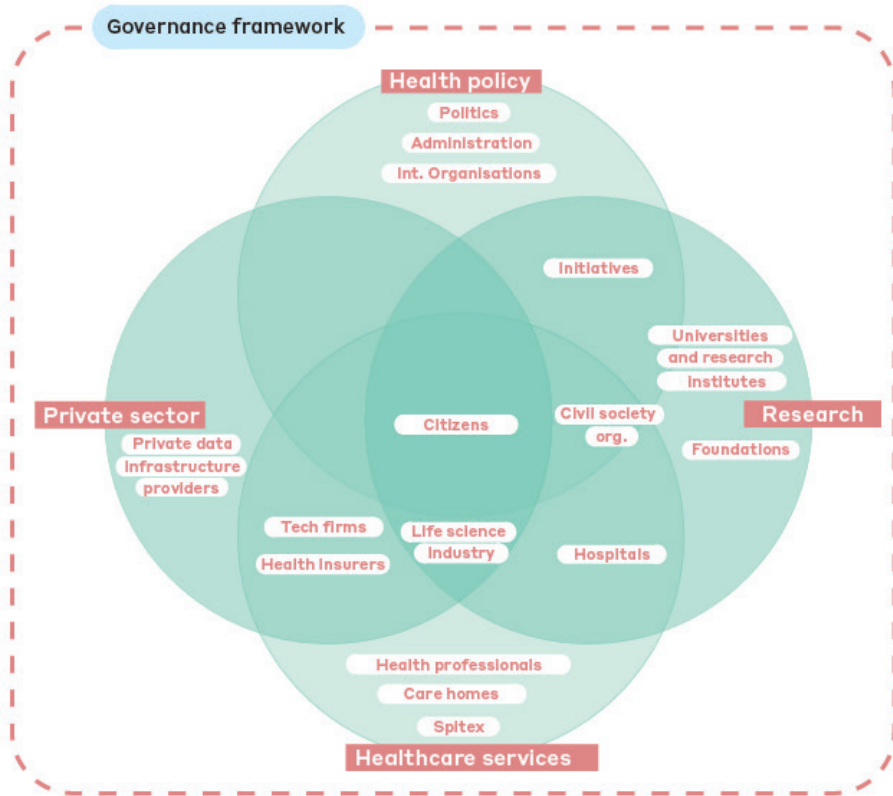 Governance framework
Health policy
Politics
Administration
Int. Organisations
Initiatives
Universities
and research
institutes
Private sector
Research
Citizens
Civil society
org.
Private data
infrastructure
providers
Foundations
Tech firms
Life science
industry
Health insurers
Hospitals
Health professionals
Care homes
Spitex
Healthcare services